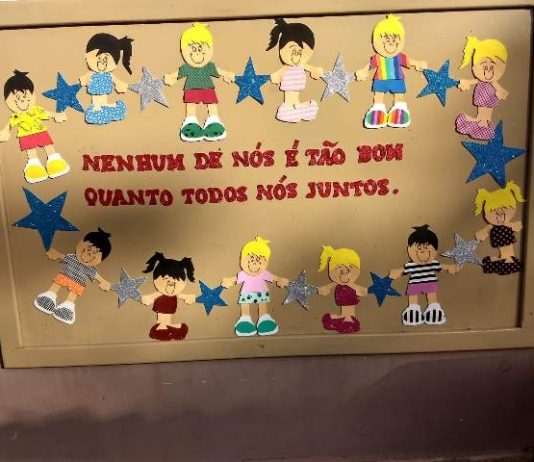 NENHUM DE NÓS É TÃO BOM
QUANTO TODOS NÓS JUNTOS.